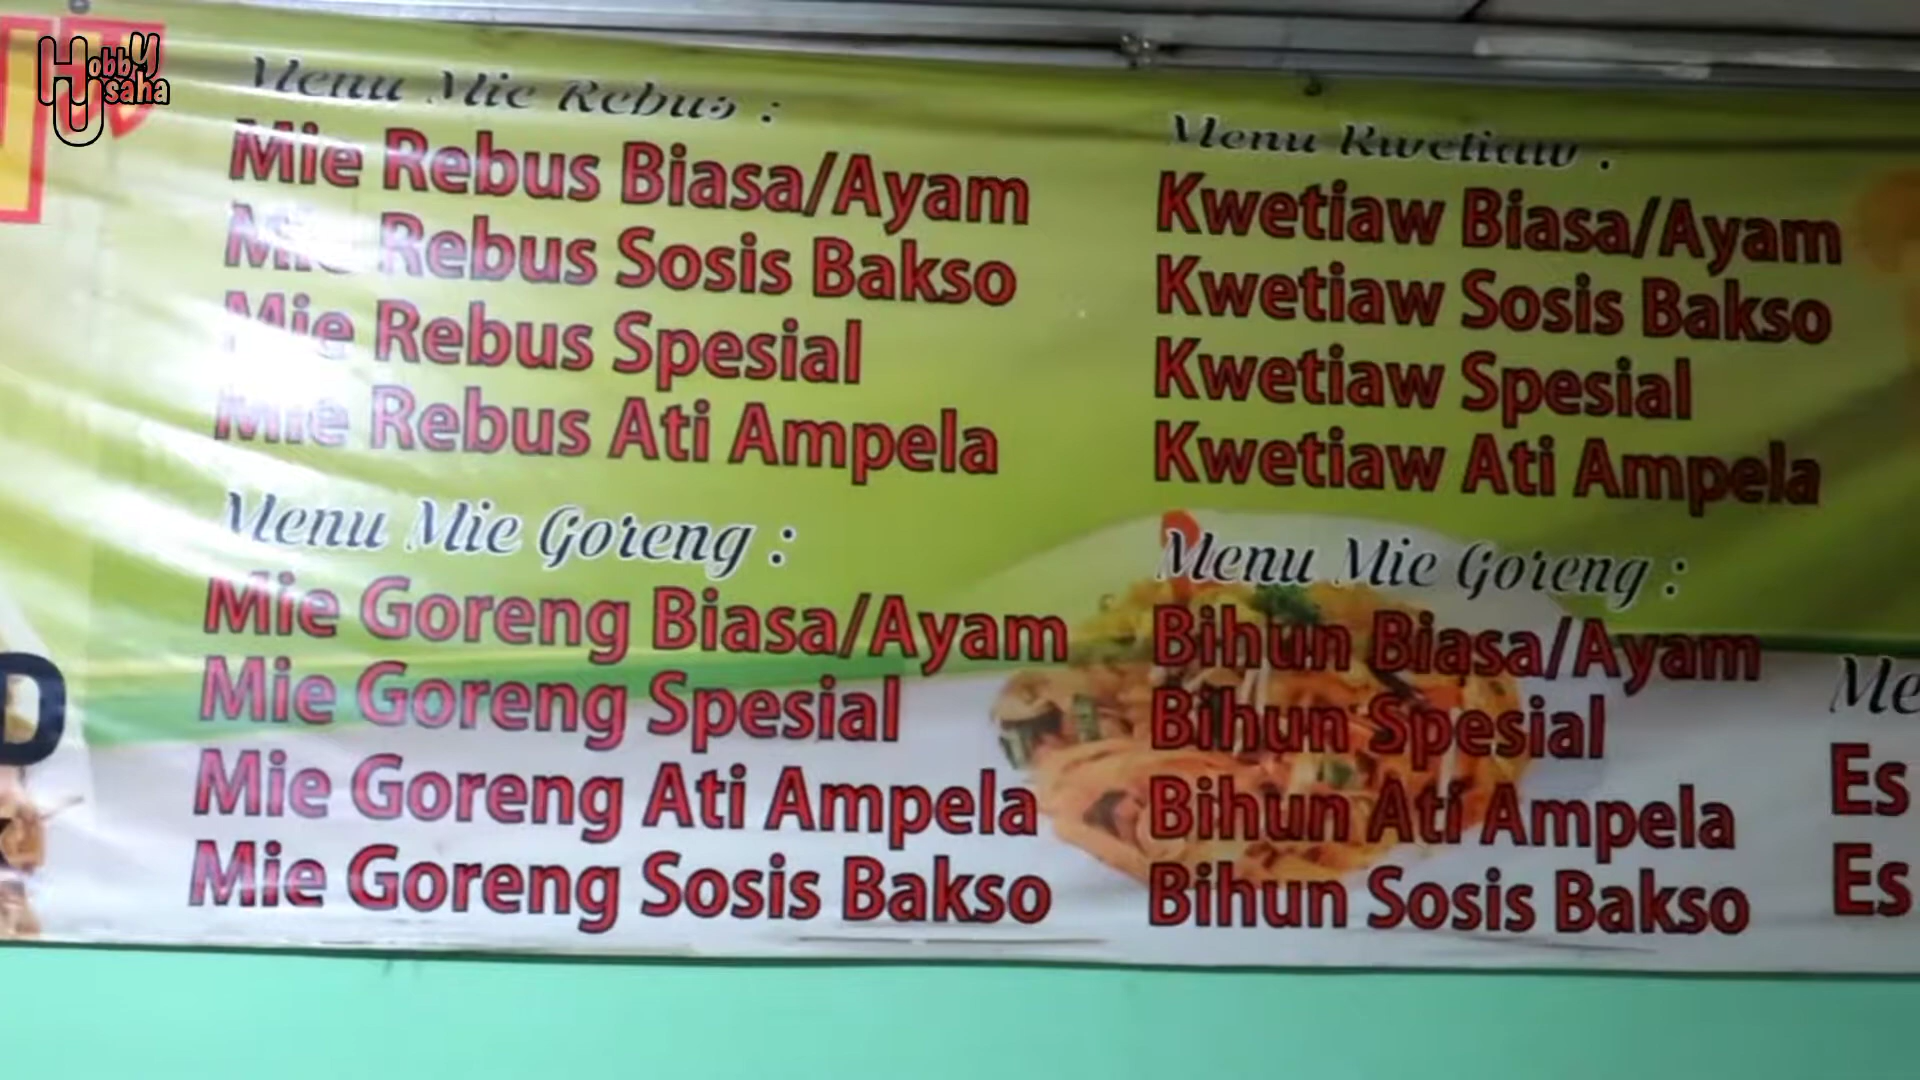 Hobby
Usaha
Menu Mie Rebus :
Mie Rebus Biasa/Ayam
Mie Rebus Sosis Bakso
Mie Rebus Spesial
Mie Rebus Ati Ampela
Menu Mie Goreng :
Mie Goreng Biasa/Ayam
Mie Goreng Spesial
Mie Goreng Ati Ampela
Mie Goreng Sosis Bakso
Menu Kwetiaw :
Kwetiaw Biasa/Ayam
Kwetiaw Sosis Bakso
Kwetiaw Spesial
Kwetiaw Ati Ampela
Menu Mie Goreng :
Bihun Biasa/Ayam
Bihun Spesial
Bihun Ati Ampela
Bihun Sosis Bakso
Es
Es